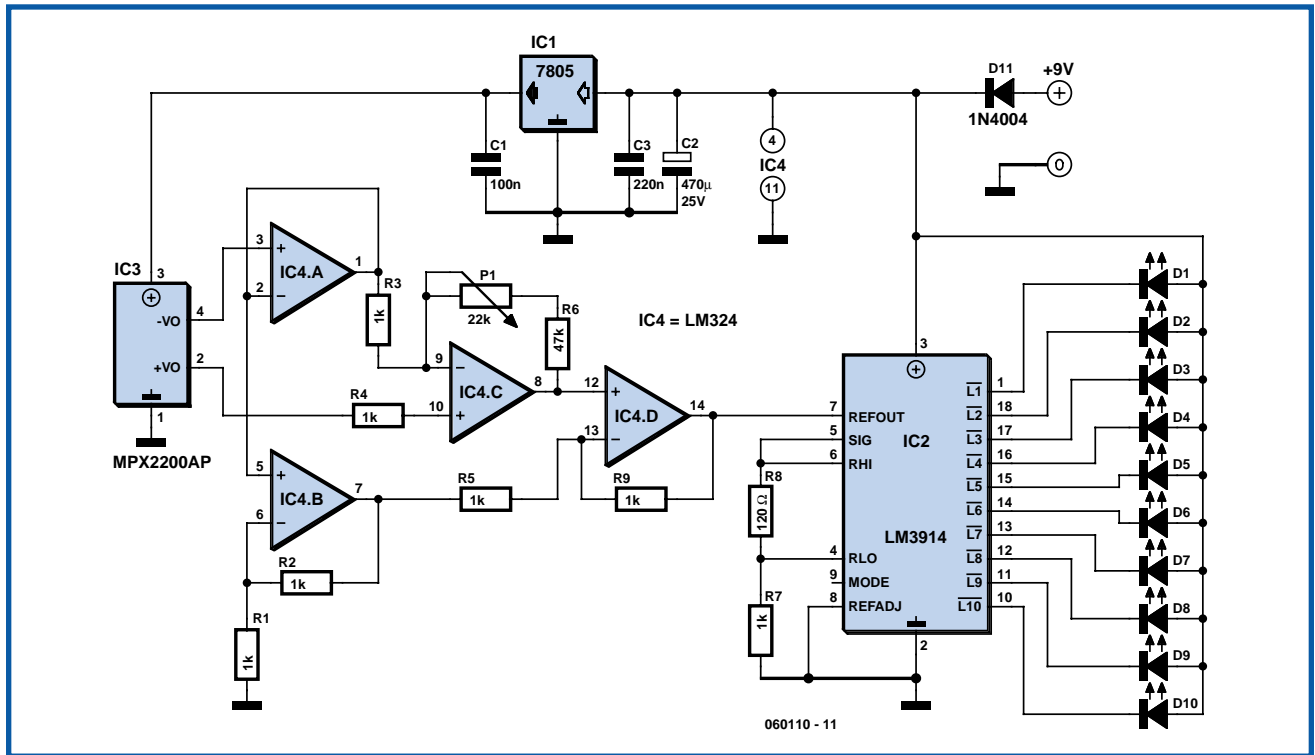 IC1
7805
D11
+9V
1N4004
C1
100n
C3
220n
C2
470µ
25V
4
IC4
11
0
IC3
3
-VO
4
+VO
2
1
MPX2200AP
3
+
2
−
IC4.A
1
R3
1k
P1
22k
R6
47k
IC4 = LM324
R4
1k
9
−
10
+
IC4.C
8
12
+
13
−
IC4.D
14
5
+
6
−
IC4.B
7
R5
1k
R9
1k
R2
1k
R1
1k
R8
120 Ω
R7
1k
3
7 REFOUT
5 SIG
6 RHI
IC2
LM3914
4 RLO
9 MODE
8 REFADJ
2
L1 1
L2 18
L3 17
L4 16
L5 15
L6 14
L7 13
L8 12
L9 11
L10 10
D1
D2
D3
D4
D5
D6
D7
D8
D9
D10
060110 - 11